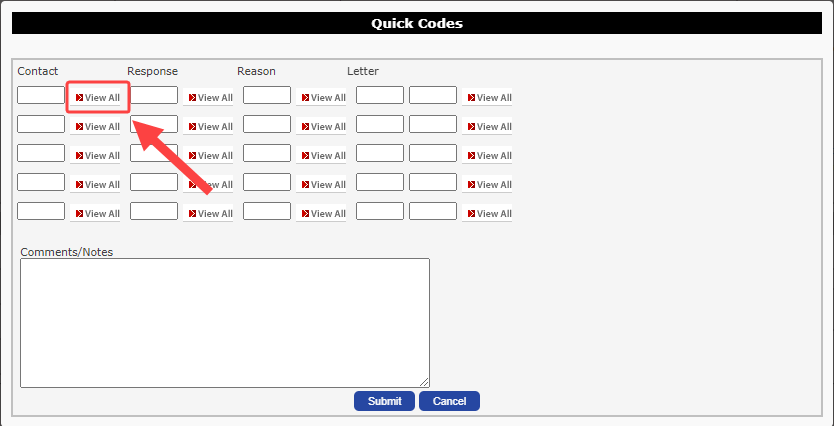 Quick Codes
Contact Response Reason Letter
View All View All View All View All
View All View All View All View All
View All View All View All View All
View All View All View All View All
View All View All View All View All
Comments/Notes
Submit Cancel